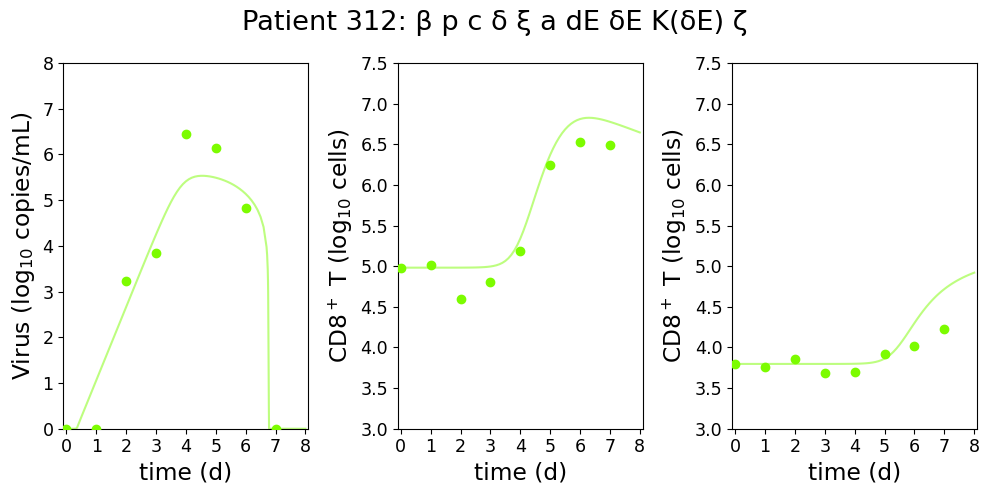 Patient 312: β p c δ ξ a dE δE K(δE) ζ
Virus (log₁₀ copies/mL)
8
7
6
5
4
3
2
1
0
0 1 2 3 4 5 6 7 8
time (d)
CD8⁺ T (log₁₀ cells)
7.5
7.0
6.5
6.0
5.5
5.0
4.5
4.0
3.5
3.0
0 1 2 3 4 5 6 7 8
time (d)
CD8⁺ T (log₁₀ cells)
7.5
7.0
6.5
6.0
5.5
5.0
4.5
4.0
3.5
3.0
0 1 2 3 4 5 6 7 8
time (d)